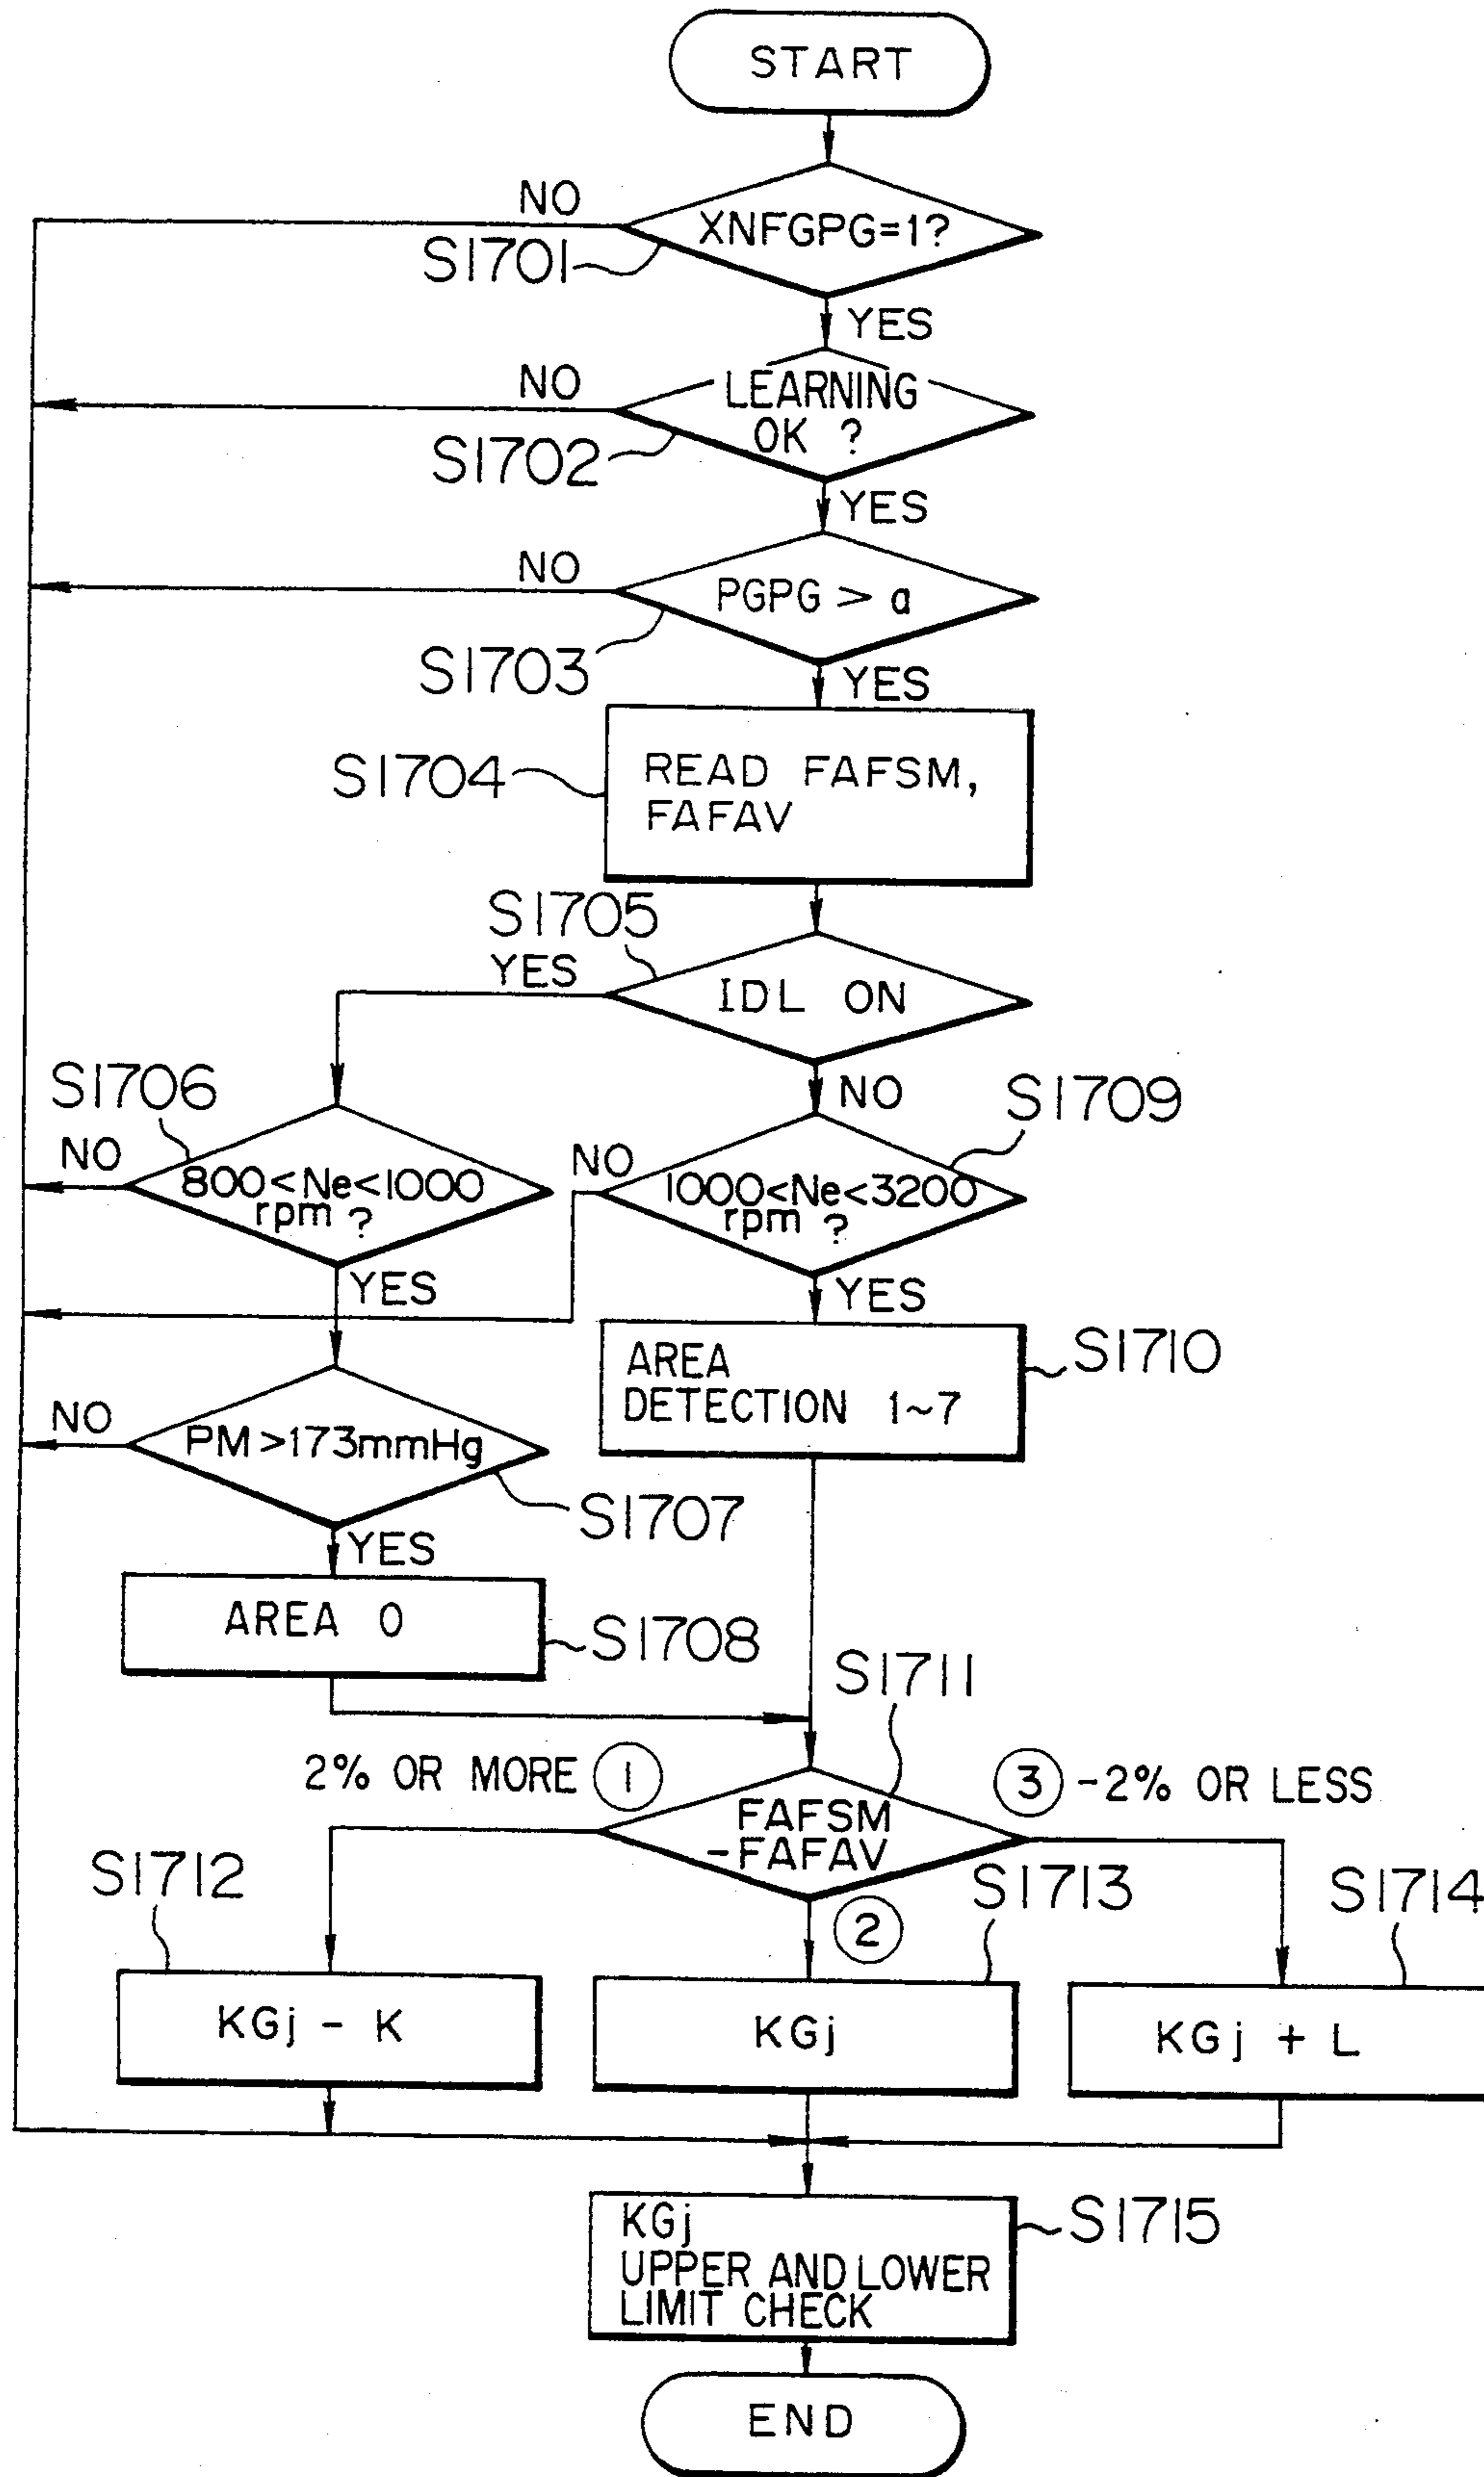 START
NO
XNFGPG=1?
S1701
YES
NO
LEARNING
OK ?
S1702
YES
NO
PGPG > a
S1703
YES
S1704
READ FAFSM,
FAFAV
S1705
YES
IDL ON
S1706
NO
S1709
NO
800<Ne<1000
rpm ?
NO
1000<Ne<3200
rpm ?
YES
YES
AREA
DETECTION 1~7
S1710
NO
PM>173mmHg
S1707
YES
AREA 0
S1708
S1711
2% OR MORE ①
③ -2% OR LESS
FAFSM
-FAFAV
S1712
②
S1713
S1714
KGj - K
KGj
KGj + L
KGj
UPPER AND LOWER
LIMIT CHECK
S1715
END